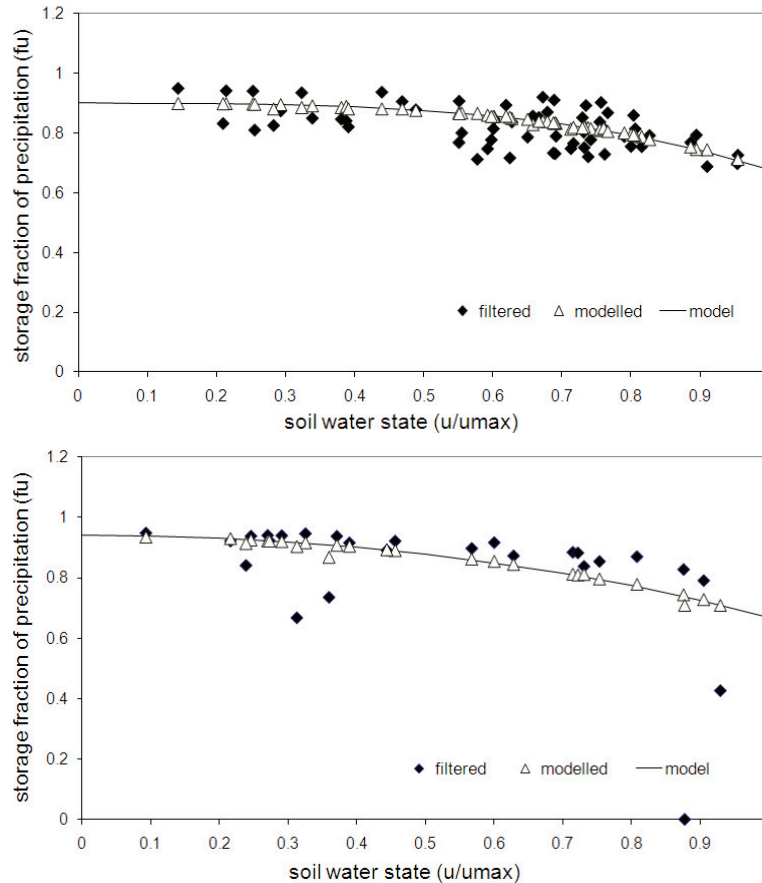 1.2
1
0.8
0.6
0.4
0.2
0
storage fraction of precipitation (fu)
filtered modelled model
0 0.1 0.2 0.3 0.4 0.5 0.6 0.7 0.8 0.9
soil water state (u/umax)
1.2
1
0.8
0.6
0.4
0.2
0
storage fraction of precipitation (fu)
filtered modelled model
0 0.1 0.2 0.3 0.4 0.5 0.6 0.7 0.8 0.9
soil water state (u/umax)